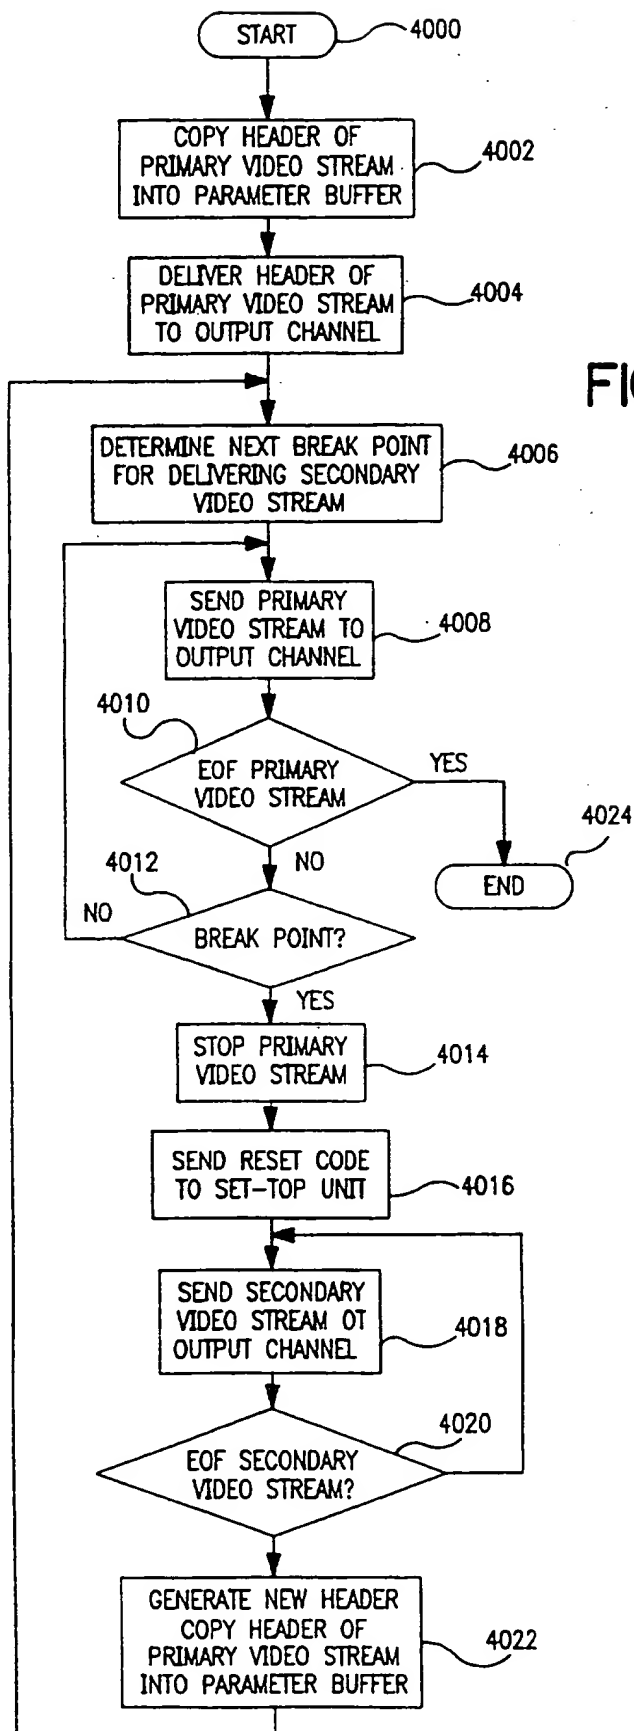 START
4000
COPY HEADER OF
PRIMARY VIDEO STREAM
INTO PARAMETER BUFFER
4002
DELIVER HEADER OF
PRIMARY VIDEO STREAM
TO OUTPUT CHANNEL
4004
FIG
DETERMINE NEXT BREAK POINT
FOR DELIVERING SECONDARY
VIDEO STREAM
4006
SEND PRIMARY
VIDEO STREAM TO
OUTPUT CHANNEL
4008
4010
EOF PRIMARY
VIDEO STREAM
YES
4024
END
NO
4012
NO
BREAK POINT?
YES
STOP PRIMARY
VIDEO STREAM
4014
SEND RESET CODE
TO SET-TOP UNIT
4016
SEND SECONDARY
VIDEO STREAM OT
OUTPUT CHANNEL
4018
4020
EOF SECONDARY
VIDEO STREAM?
GENERATE NEW HEADER
COPY HEADER OF
PRIMARY VIDEO STREAM
INTO PARAMETER BUFFER
4022